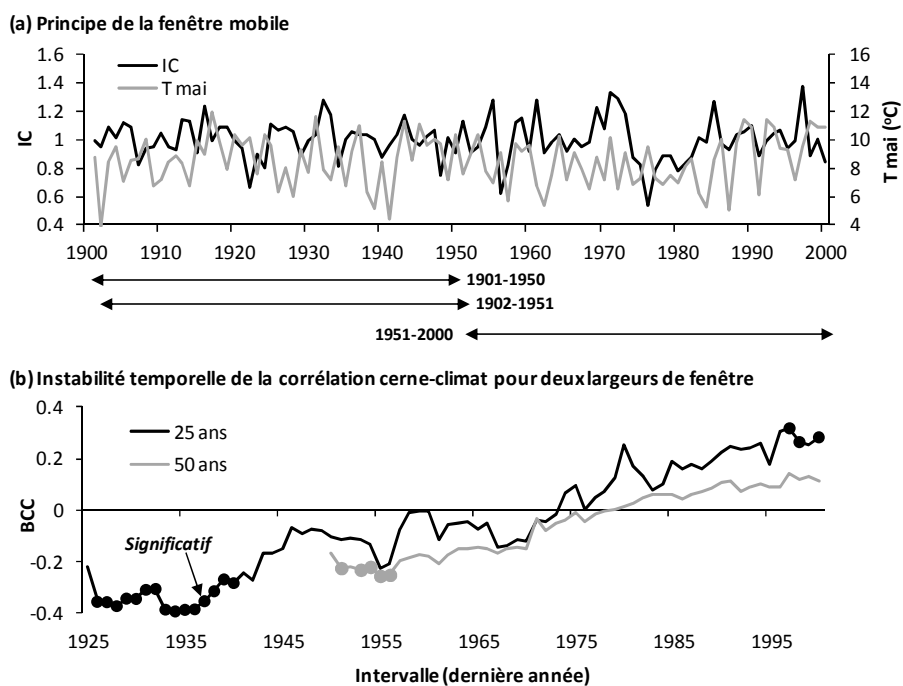 (a) Principe de la fenêtre mobile
1.6
1.4
1.2
1
0.8
0.6
0.4
IC
IC
T mai
16
14
12
10
8
6
4
T mai (°C)
1900 1910 1920 1930 1940 1950 1960 1970 1980 1990 2000
1901-1950
1902-1951
1951-2000
(b) Instabilité temporelle de la corrélation cerne-climat pour deux largeurs de fenêtre
0.4
0.2
0
-0.2
-0.4
BCC
25 ans
50 ans
Significatif
1925 1935 1945 1955 1965 1975 1985 1995
Intervalle (dernière année)